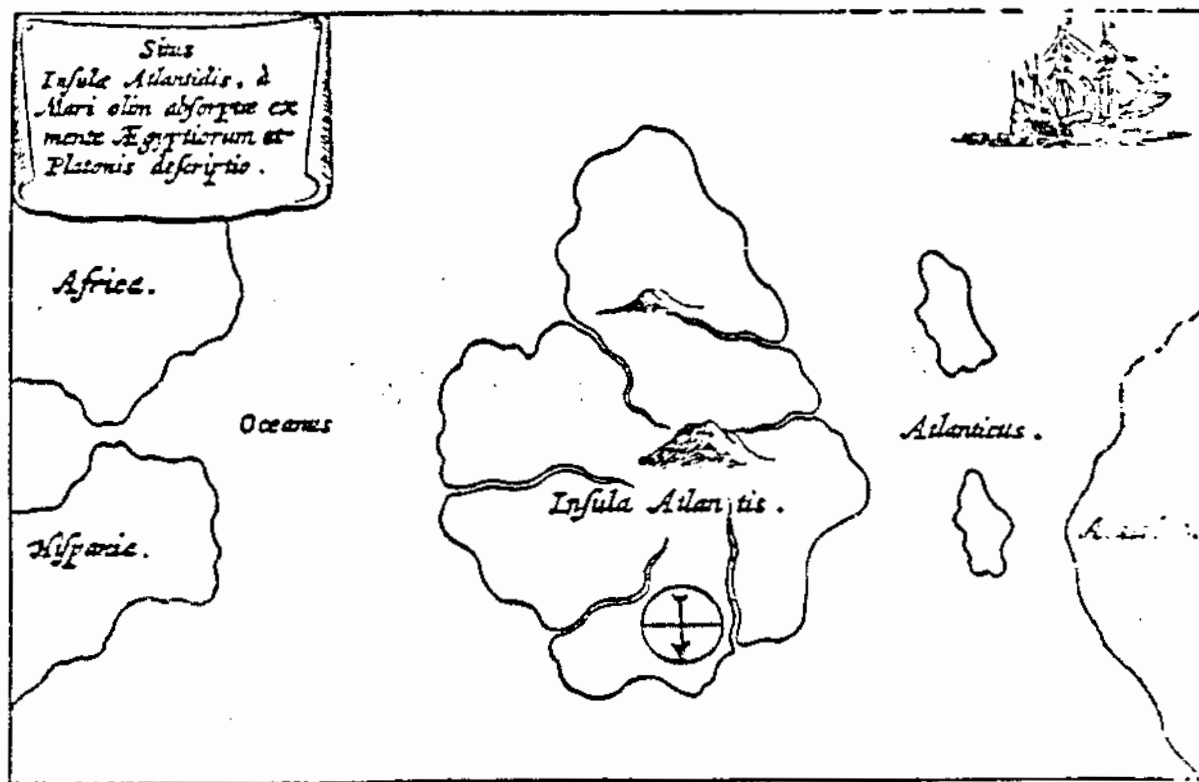 Situs
Insulæ Atlantidis, à
Mari olim absorptæ ex
mente Ægyptiorum et
Platonis descriptio.
Africa.
Oceanus
Atlanticus.
Insula Atlantis.
Hispania.